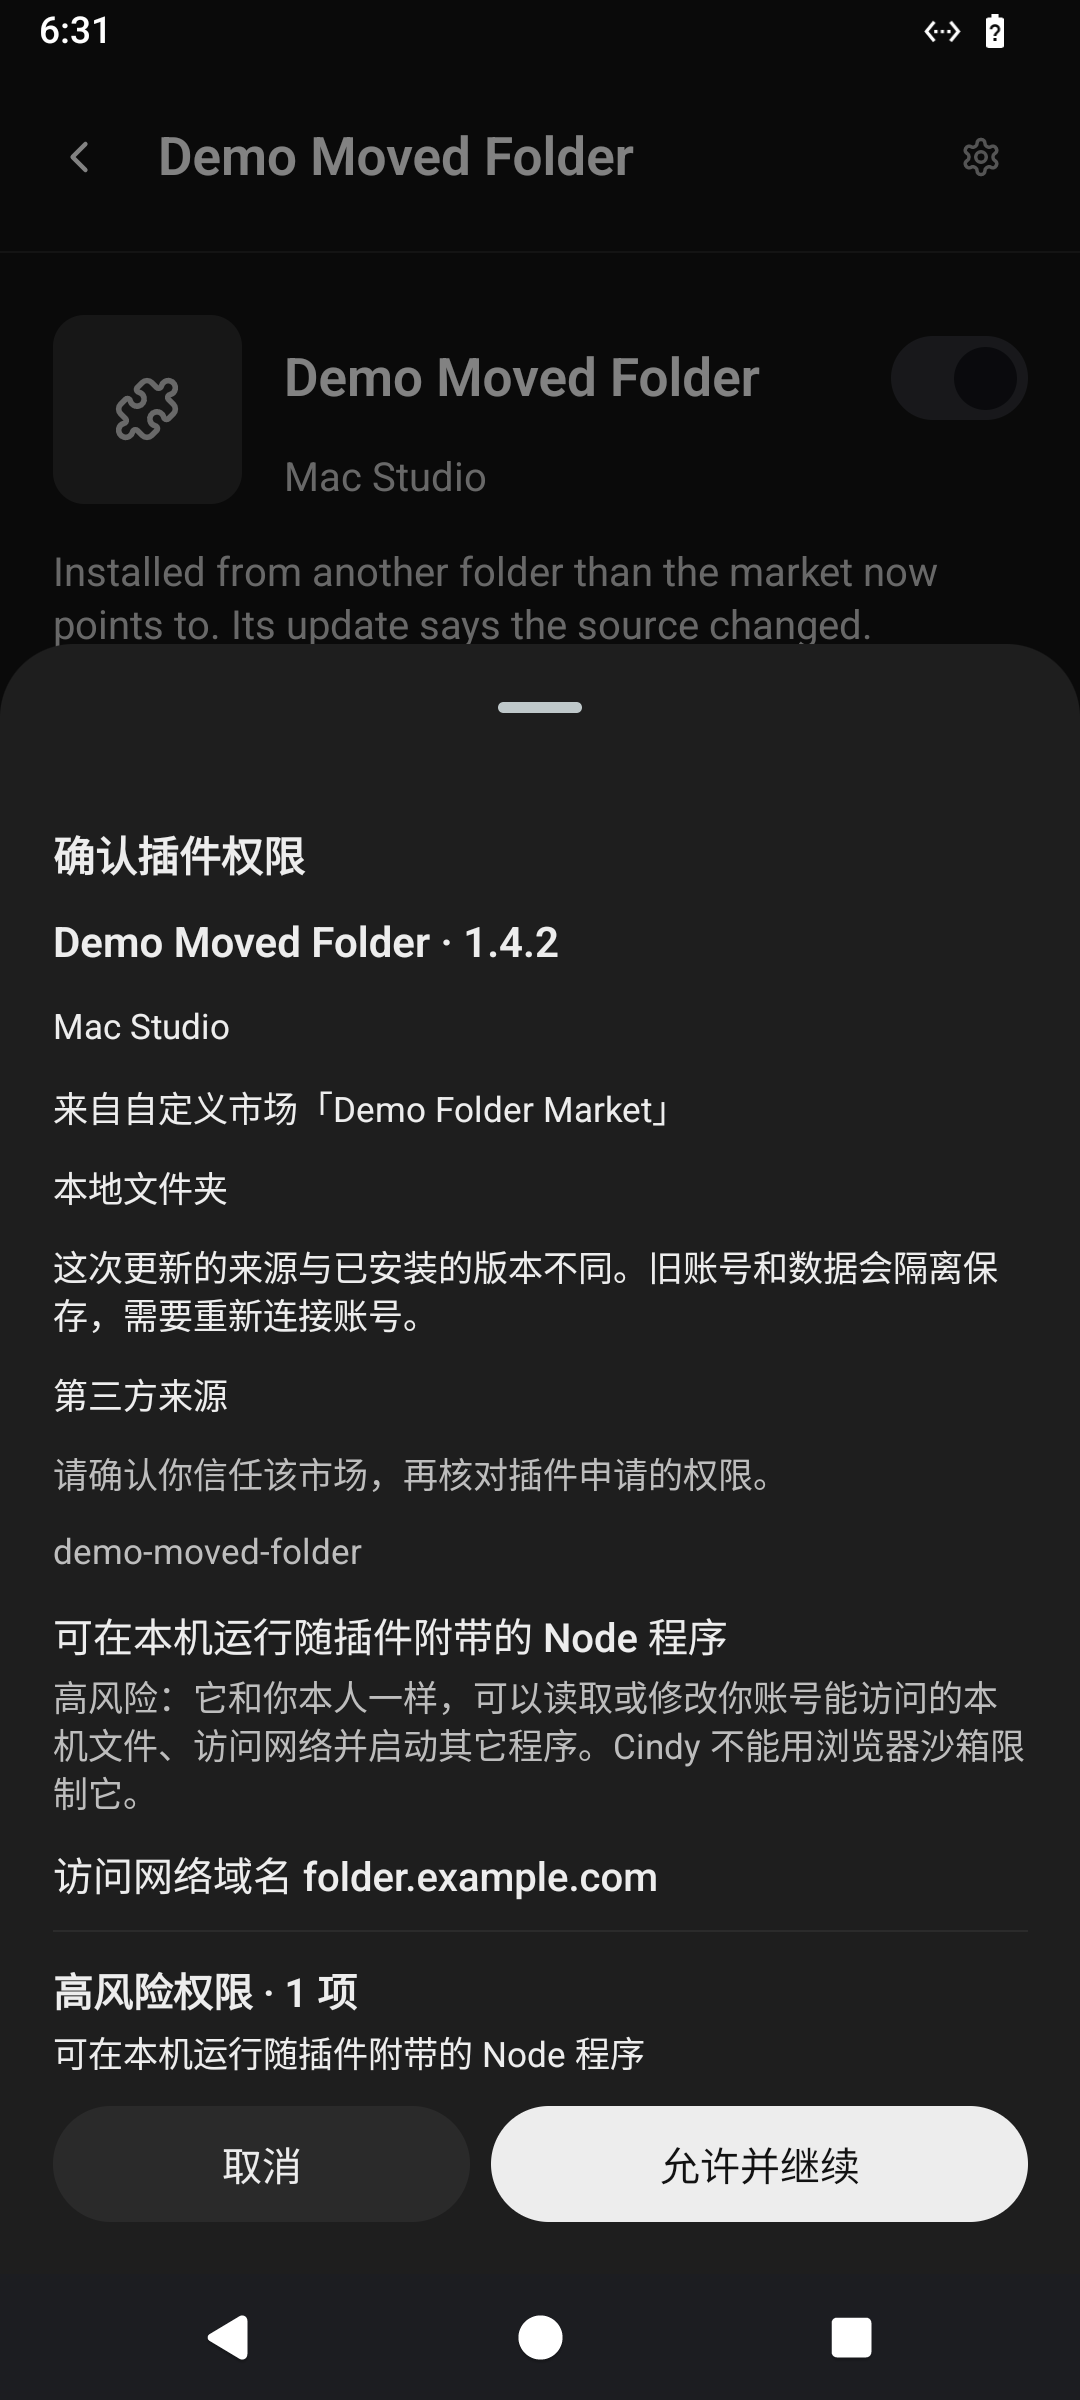 6:31
Demo Moved Folder
Demo Moved Folder
Mac Studio
Installed from another folder than the market now
points to. Its update says the source changed.
确认插件权限
Demo Moved Folder · 1.4.2
Mac Studio
来自自定义市场「Demo Folder Market」
本地文件夹
这次更新的来源与已安装的版本不同。旧账号和数据会隔离保
存，需要重新连接账号。
第三方来源
请确认你信任该市场，再核对插件申请的权限。
demo-moved-folder
可在本机运行随插件附带的 Node 程序
高风险：它和你本人一样，可以读取或修改你账号能访问的本
机文件、访问网络并启动其它程序。Cindy 不能用浏览器沙箱限
制它。
访问网络域名 folder.example.com
高风险权限 · 1 项
可在本机运行随插件附带的 Node 程序
取消
允许并继续